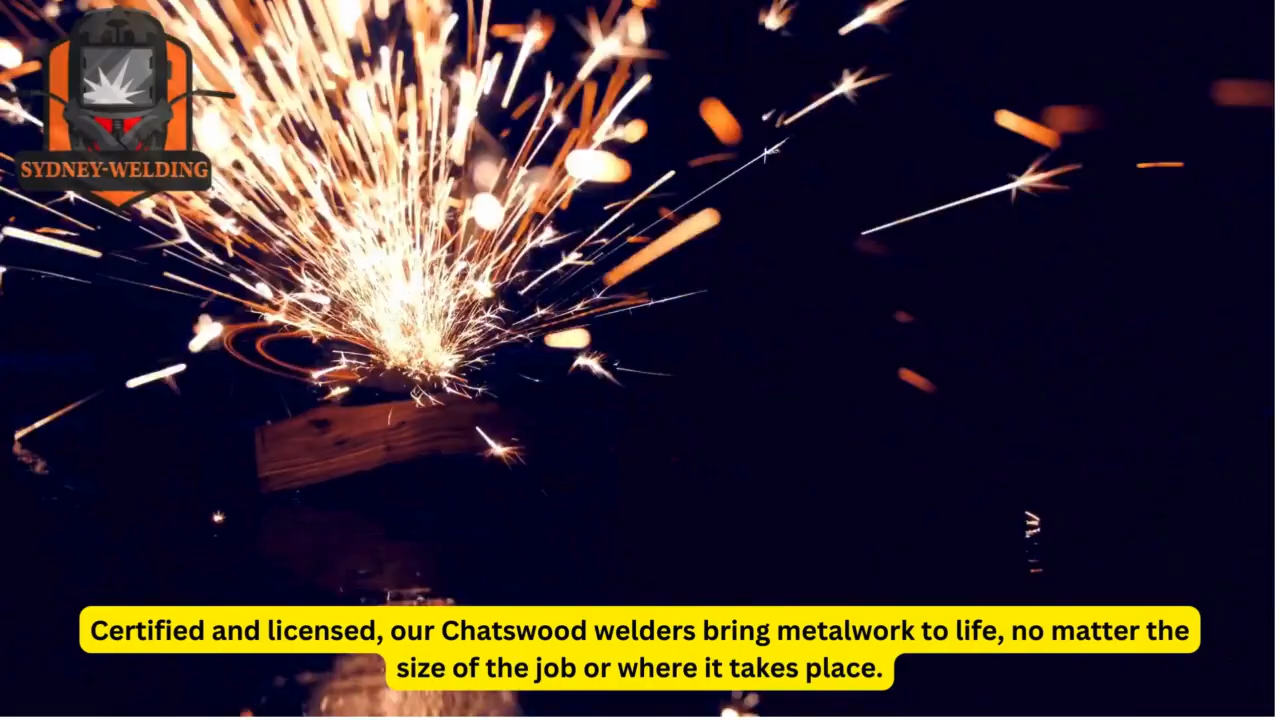 SYDNEY-WELDING
Certified and licensed, our Chatswood welders bring metalwork to life, no matter the
size of the job or where it takes place.